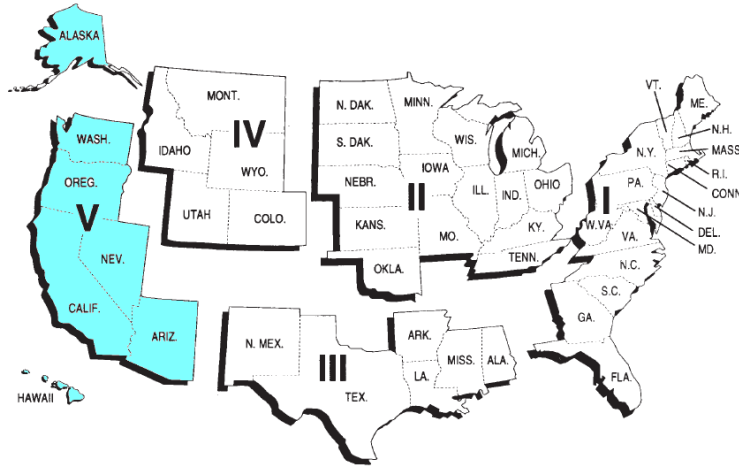 ALASKA
WASH.
OREG.
V
NEV.
CALIF.
ARIZ.
HAWAII
MONT.
IV
IDAHO
WYO.
UTAH
COLO.
N. DAK.
MINN.
S. DAK.
WIS.
MICH.
IOWA
NEBR.
II
ILL.
IND.
OHIO
KANS.
MO.
KY.
OKLA.
TENN.
N. MEX.
III
TEX.
ARK.
LA.
MISS.
ALA.
VT.
ME.
N.H.
MASS
N.Y.
R.I.
CONN
PA.
I
N.J.
W.VA.
DEL.
VA.
MD.
N.C.
S.C.
GA.
FLA.